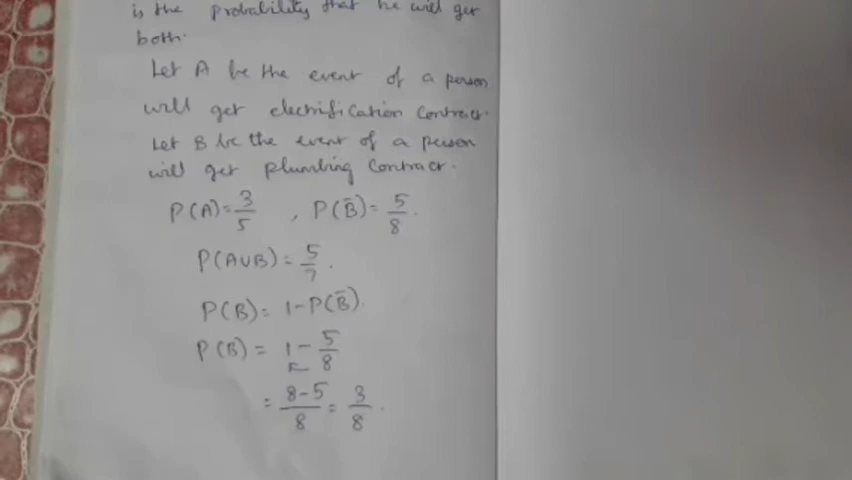 is the probability that he will get
both.
Let A be the event of a person
will get electrification contract.
Let B be the event of a person
will get plumbing contract.
P(A)=3/5 , P(B̄)=5/8.
P(A∪B)=5/7.
P(B)= 1-P(B̄).
P(B)= 1-5/8
= 8-5/8 = 3/8.